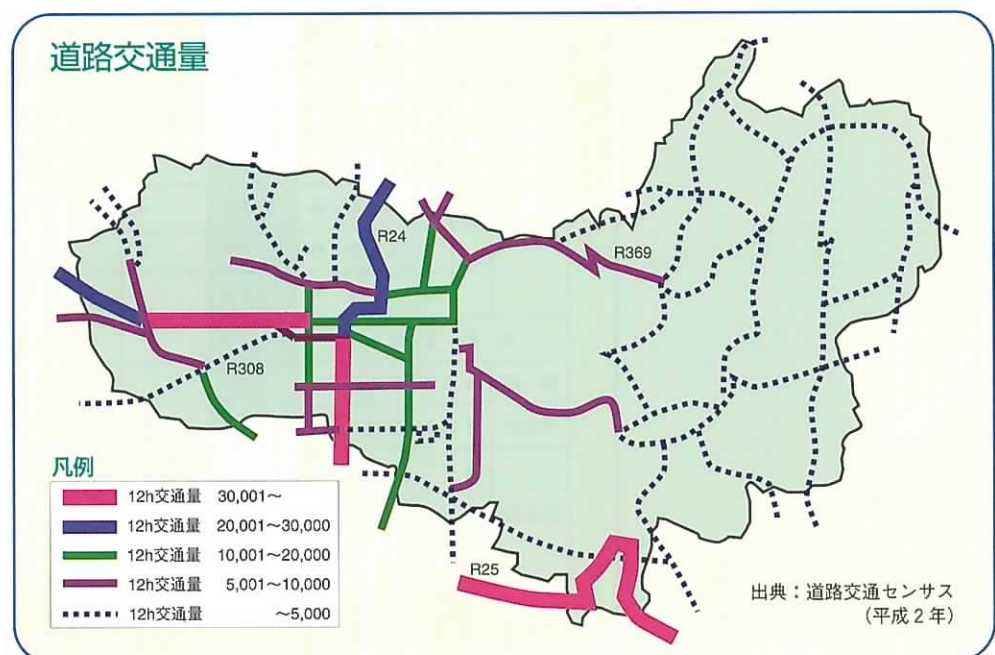 道路交通量
R24
R369
R308
凡例
12h交通量 30,001～
12h交通量 20,001～30,000
12h交通量 10,001～20,000
12h交通量 5,001～10,000
12h交通量 ～5,000
R25
出典：道路交通センサス
（平成2年）